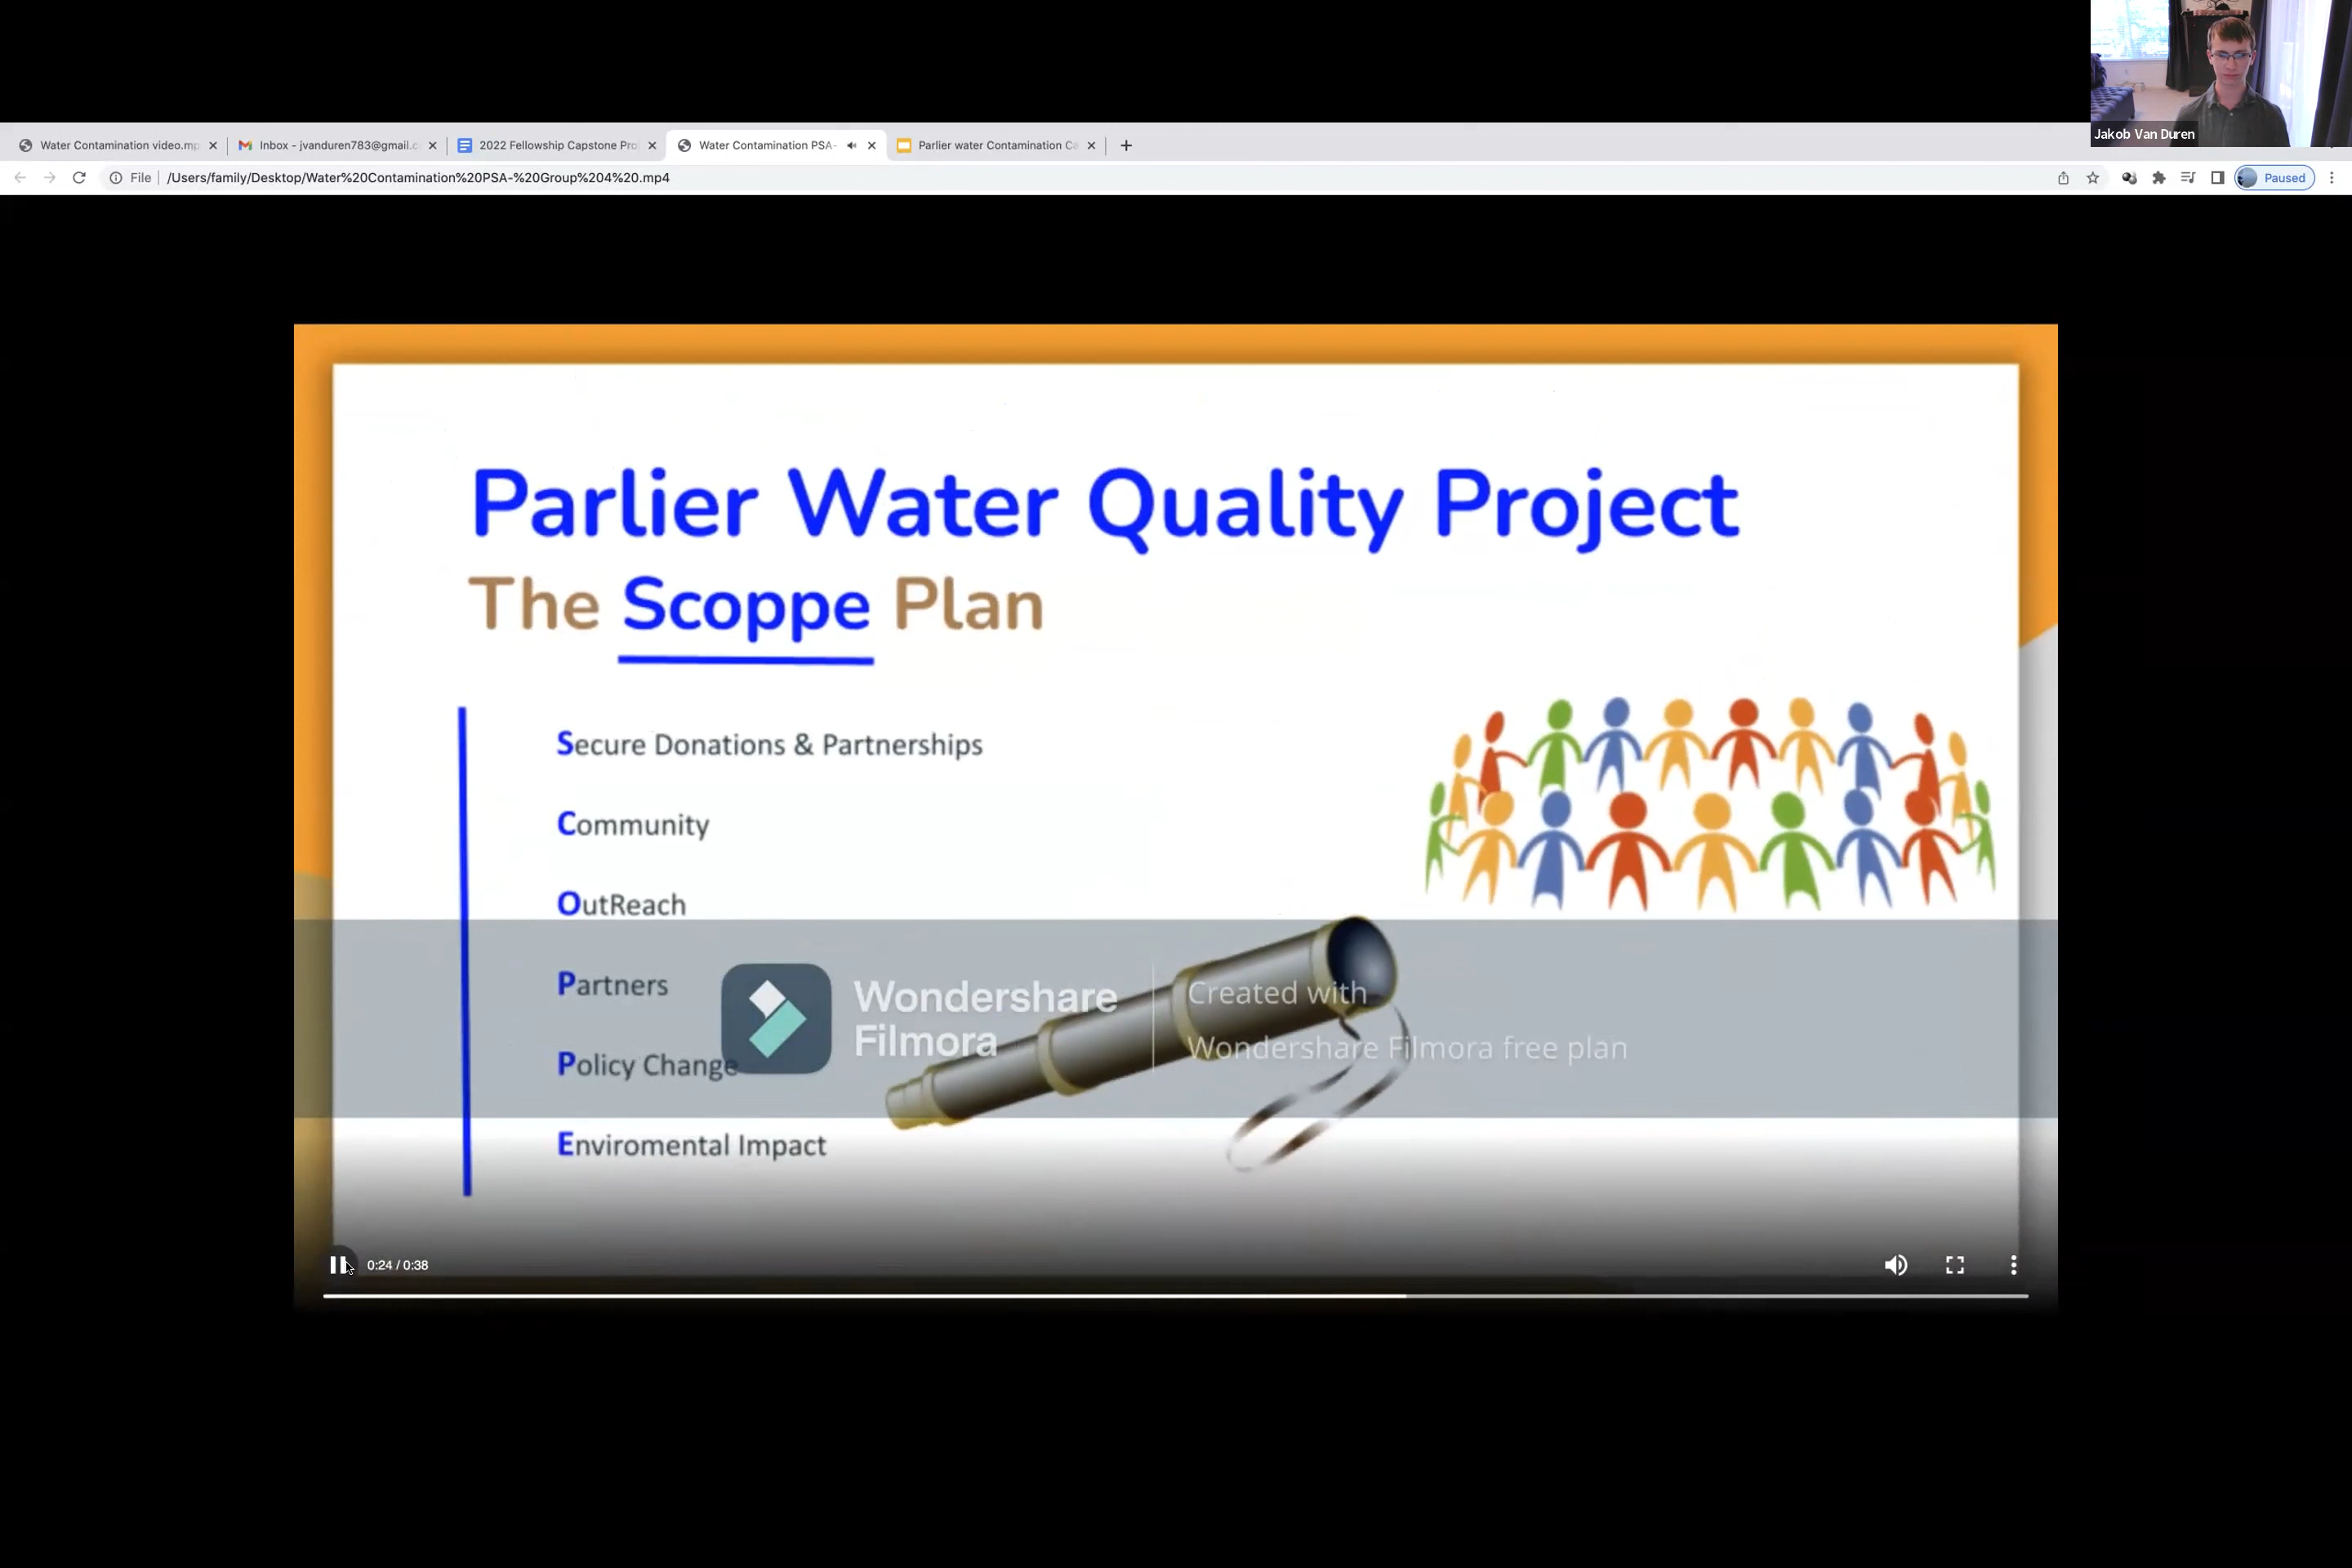 Jakob Van Duren
Water Contamination video.mp
Inbox - jvanduren783@gmail.c
2022 Fellowship Capstone Pro
Water Contamination PSA-
Parlier water Contamination Ca
File
/Users/family/Desktop/Water%20Contamination%20PSA-%20Group%204%20.mp4
Paused
Parlier Water Quality Project
The Scoppe Plan
Secure Donations & Partnerships
Community
OutReach
Partners
Wondershare
Filmora
Created with
Wondershare Filmora free plan
Policy Change
Enviromental Impact
0:24 / 0:38